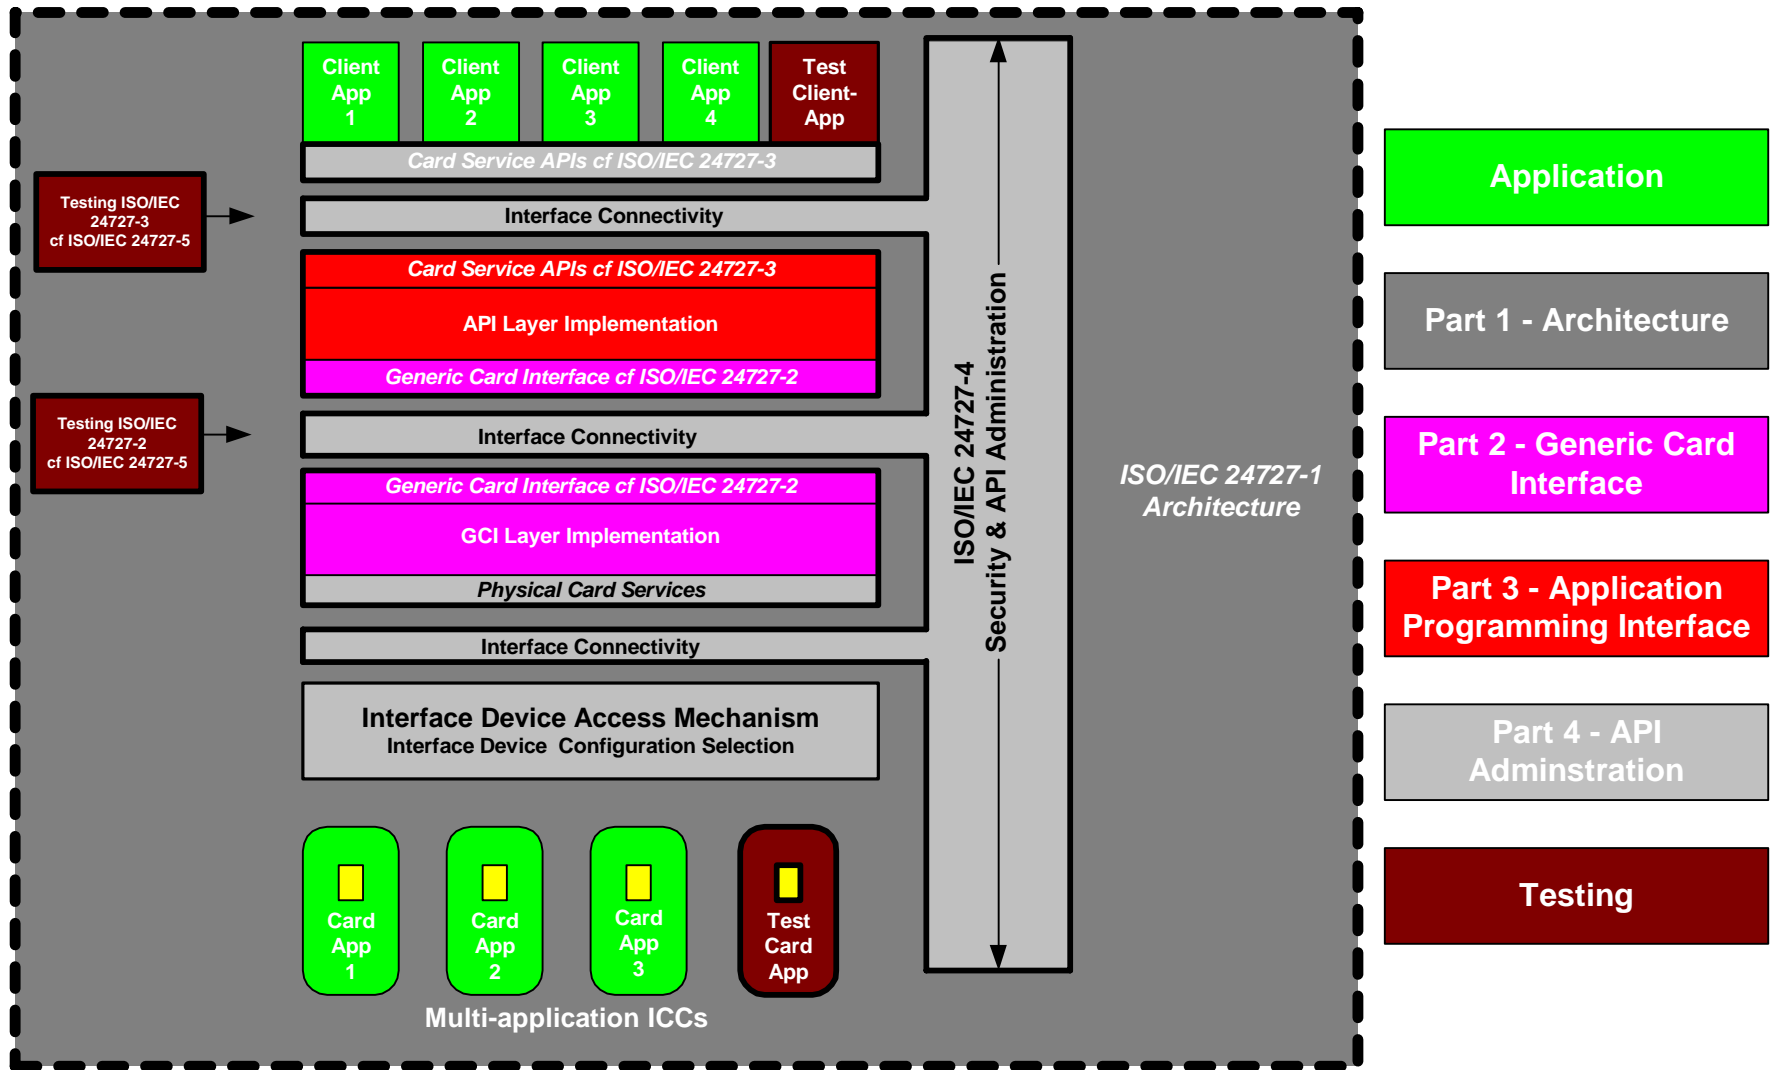 Client
App
1
Client
App
2
Client
App
3
Client
App
4
Test
Client-
App
Card Service APIs cf ISO/IEC 24727-3
Testing ISO/IEC
24727-3
cf ISO/IEC 24727-5
Interface Connectivity
Card Service APIs cf ISO/IEC 24727-3
API Layer Implementation
Generic Card Interface cf ISO/IEC 24727-2
Testing ISO/IEC
24727-2
cf ISO/IEC 24727-5
Interface Connectivity
Generic Card Interface cf ISO/IEC 24727-2
GCI Layer Implementation
Physical Card Services
Interface Connectivity
Interface Device Access Mechanism
Interface Device Configuration Selection
Card
App
1
Card
App
2
Card
App
3
Test
Card
App
Multi-application ICCs
ISO/IEC 24727-4
Security & API Administration
ISO/IEC 24727-1
Architecture
Application
Part 1 - Architecture
Part 2 - Generic Card
Interface
Part 3 - Application
Programming Interface
Part 4 - API
Adminstration
Testing